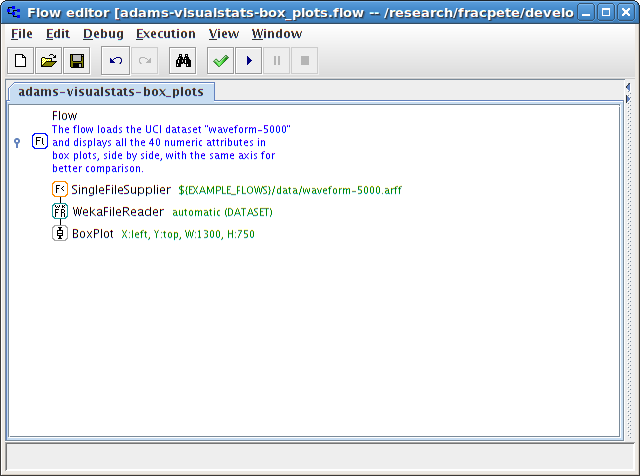 Flow editor [adams-visualstats-box_plots.flow -- /research/fracpete/develo
File Edit Debug Execution View Window
adams-visualstats-box_plots
Flow
The flow loads the UCI dataset "waveform-5000"
and displays all the 40 numeric attributes in
box plots, side by side, with the same axis for
better comparison.
Fl
F< SingleFileSupplier ${EXAMPLE_FLOWS}/data/waveform-5000.arff
WEKA FR WekaFileReader automatic (DATASET)
BoxPlot X:left, Y:top, W:1300, H:750